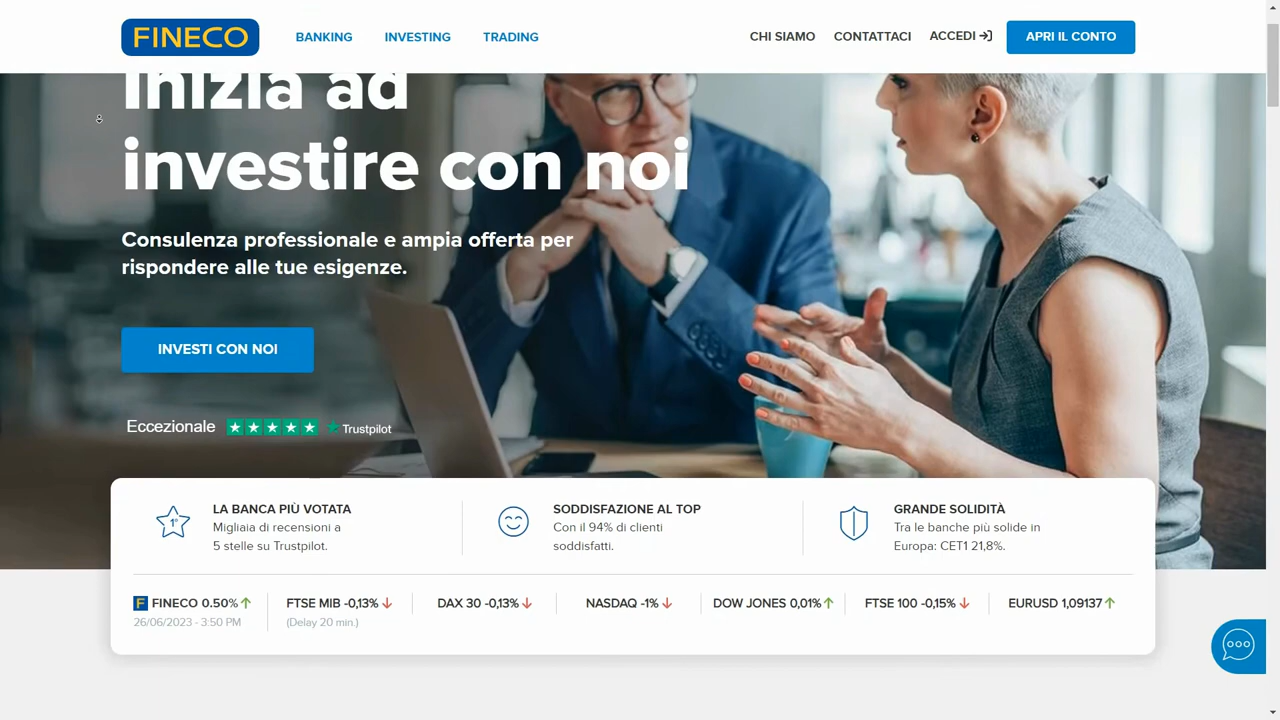 FINECO
BANKING INVESTING TRADING
CHI SIAMO CONTATTACI ACCEDI APRI IL CONTO
Inizia ad
investire con noi
Consulenza professionale e ampia offerta per
rispondere alle tue esigenze.
INVESTI CON NOI
Eccezionale Trustpilot
1°
LA BANCA PIÙ VOTATA
Migliaia di recensioni a
5 stelle su Trustpilot.
SODDISFAZIONE AL TOP
Con il 94% di clienti
soddisfatti.
GRANDE SOLIDITÀ
Tra le banche più solide in
Europa: CET1 21,8%.
F FINECO 0.50%
26/06/2023 - 3:50 PM
FTSE MIB -0,13%
(Delay 20 min.)
DAX 30 -0,13%
NASDAQ -1%
DOW JONES 0,01%
FTSE 100 -0,15%
EURUSD 1,09137